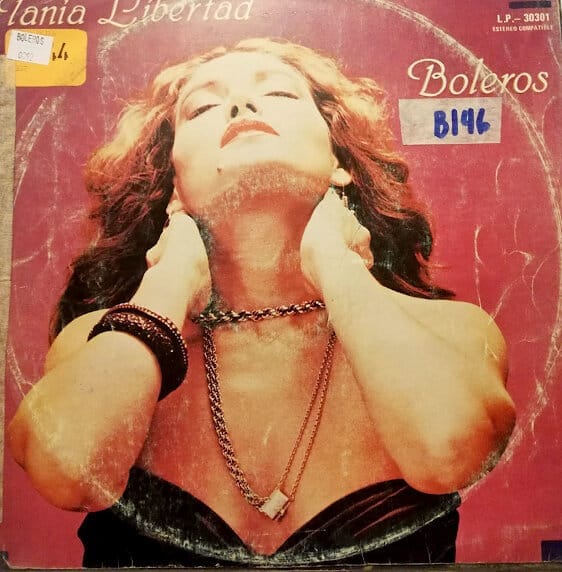 Tania Libertad
L.P.– 30301
ESTEREO COMPATIBLE
BOLEROS
Boleros
B146